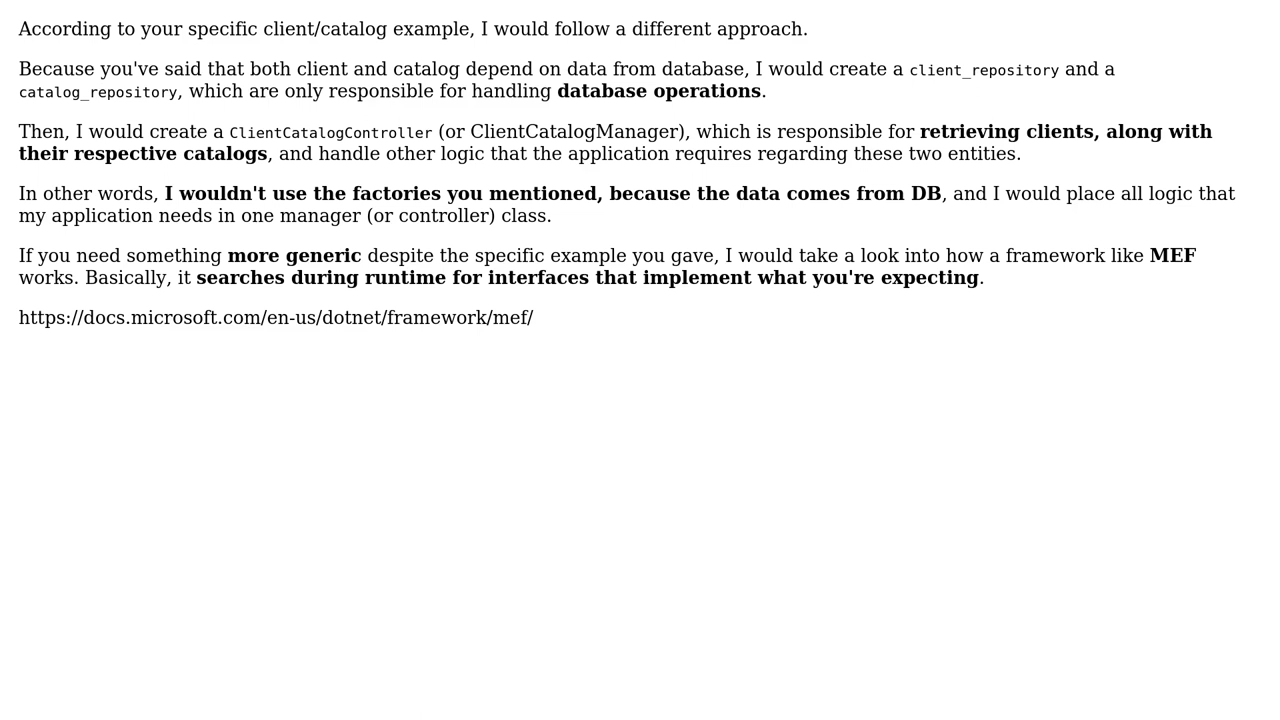 According to your specific client/catalog example, I would follow a different approach.
Because you've said that both client and catalog depend on data from database, I would create a client_repository and a
catalog_repository, which are only responsible for handling database operations.
Then, I would create a ClientCatalogController (or ClientCatalogManager), which is responsible for retrieving clients, along with
their respective catalogs, and handle other logic that the application requires regarding these two entities.
In other words, I wouldn't use the factories you mentioned, because the data comes from DB, and I would place all logic that
my application needs in one manager (or controller) class.
If you need something more generic despite the specific example you gave, I would take a look into how a framework like MEF
works. Basically, it searches during runtime for interfaces that implement what you're expecting.
https://docs.microsoft.com/en-us/dotnet/framework/mef/